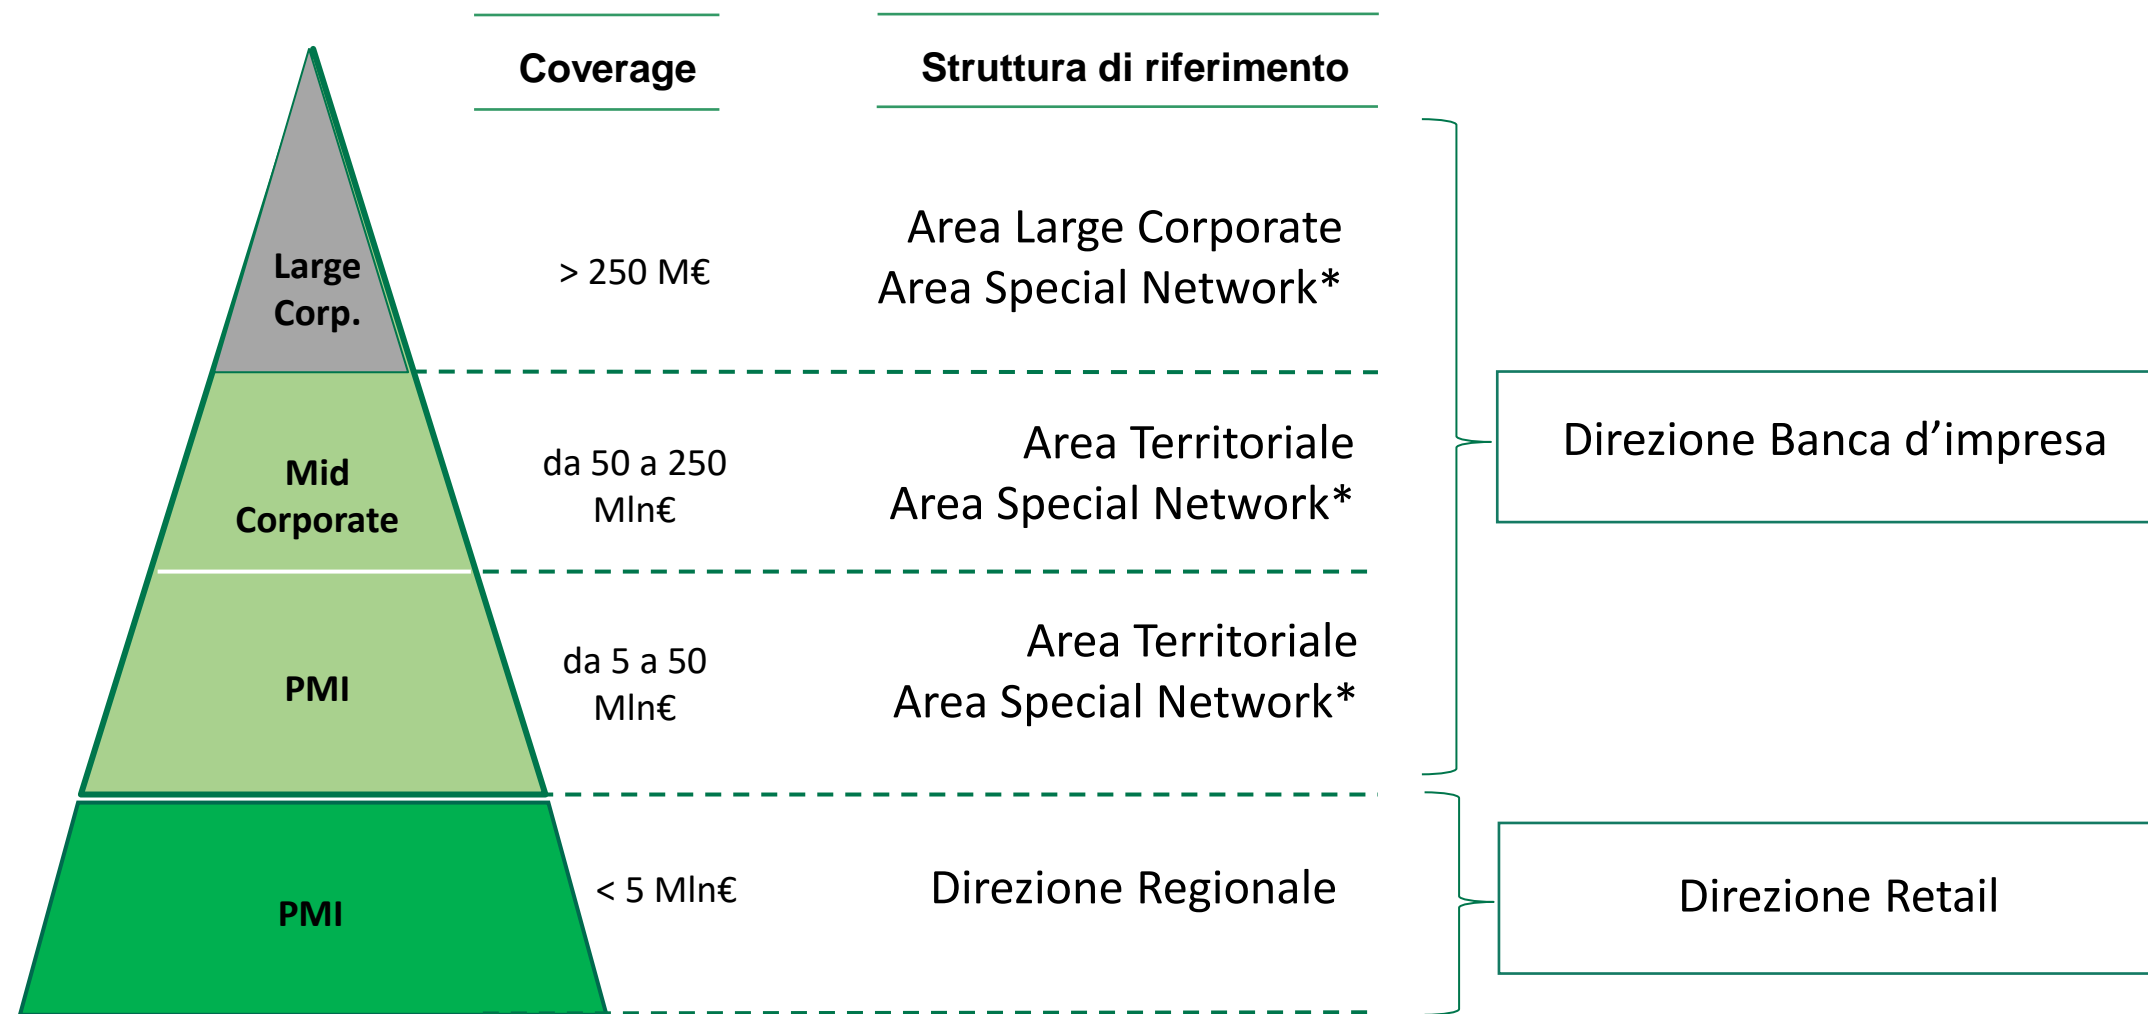 Coverage
Struttura di riferimento
Large
Corp.
> 250 M€
Area Large Corporate
Area Special Network*
Mid
Corporate
da 50 a 250
Mln€
Area Territoriale
Area Special Network*
Direzione Banca d’impresa
PMI
da 5 a 50
Mln€
Area Territoriale
Area Special Network*
PMI
< 5 Mln€
Direzione Regionale
Direzione Retail